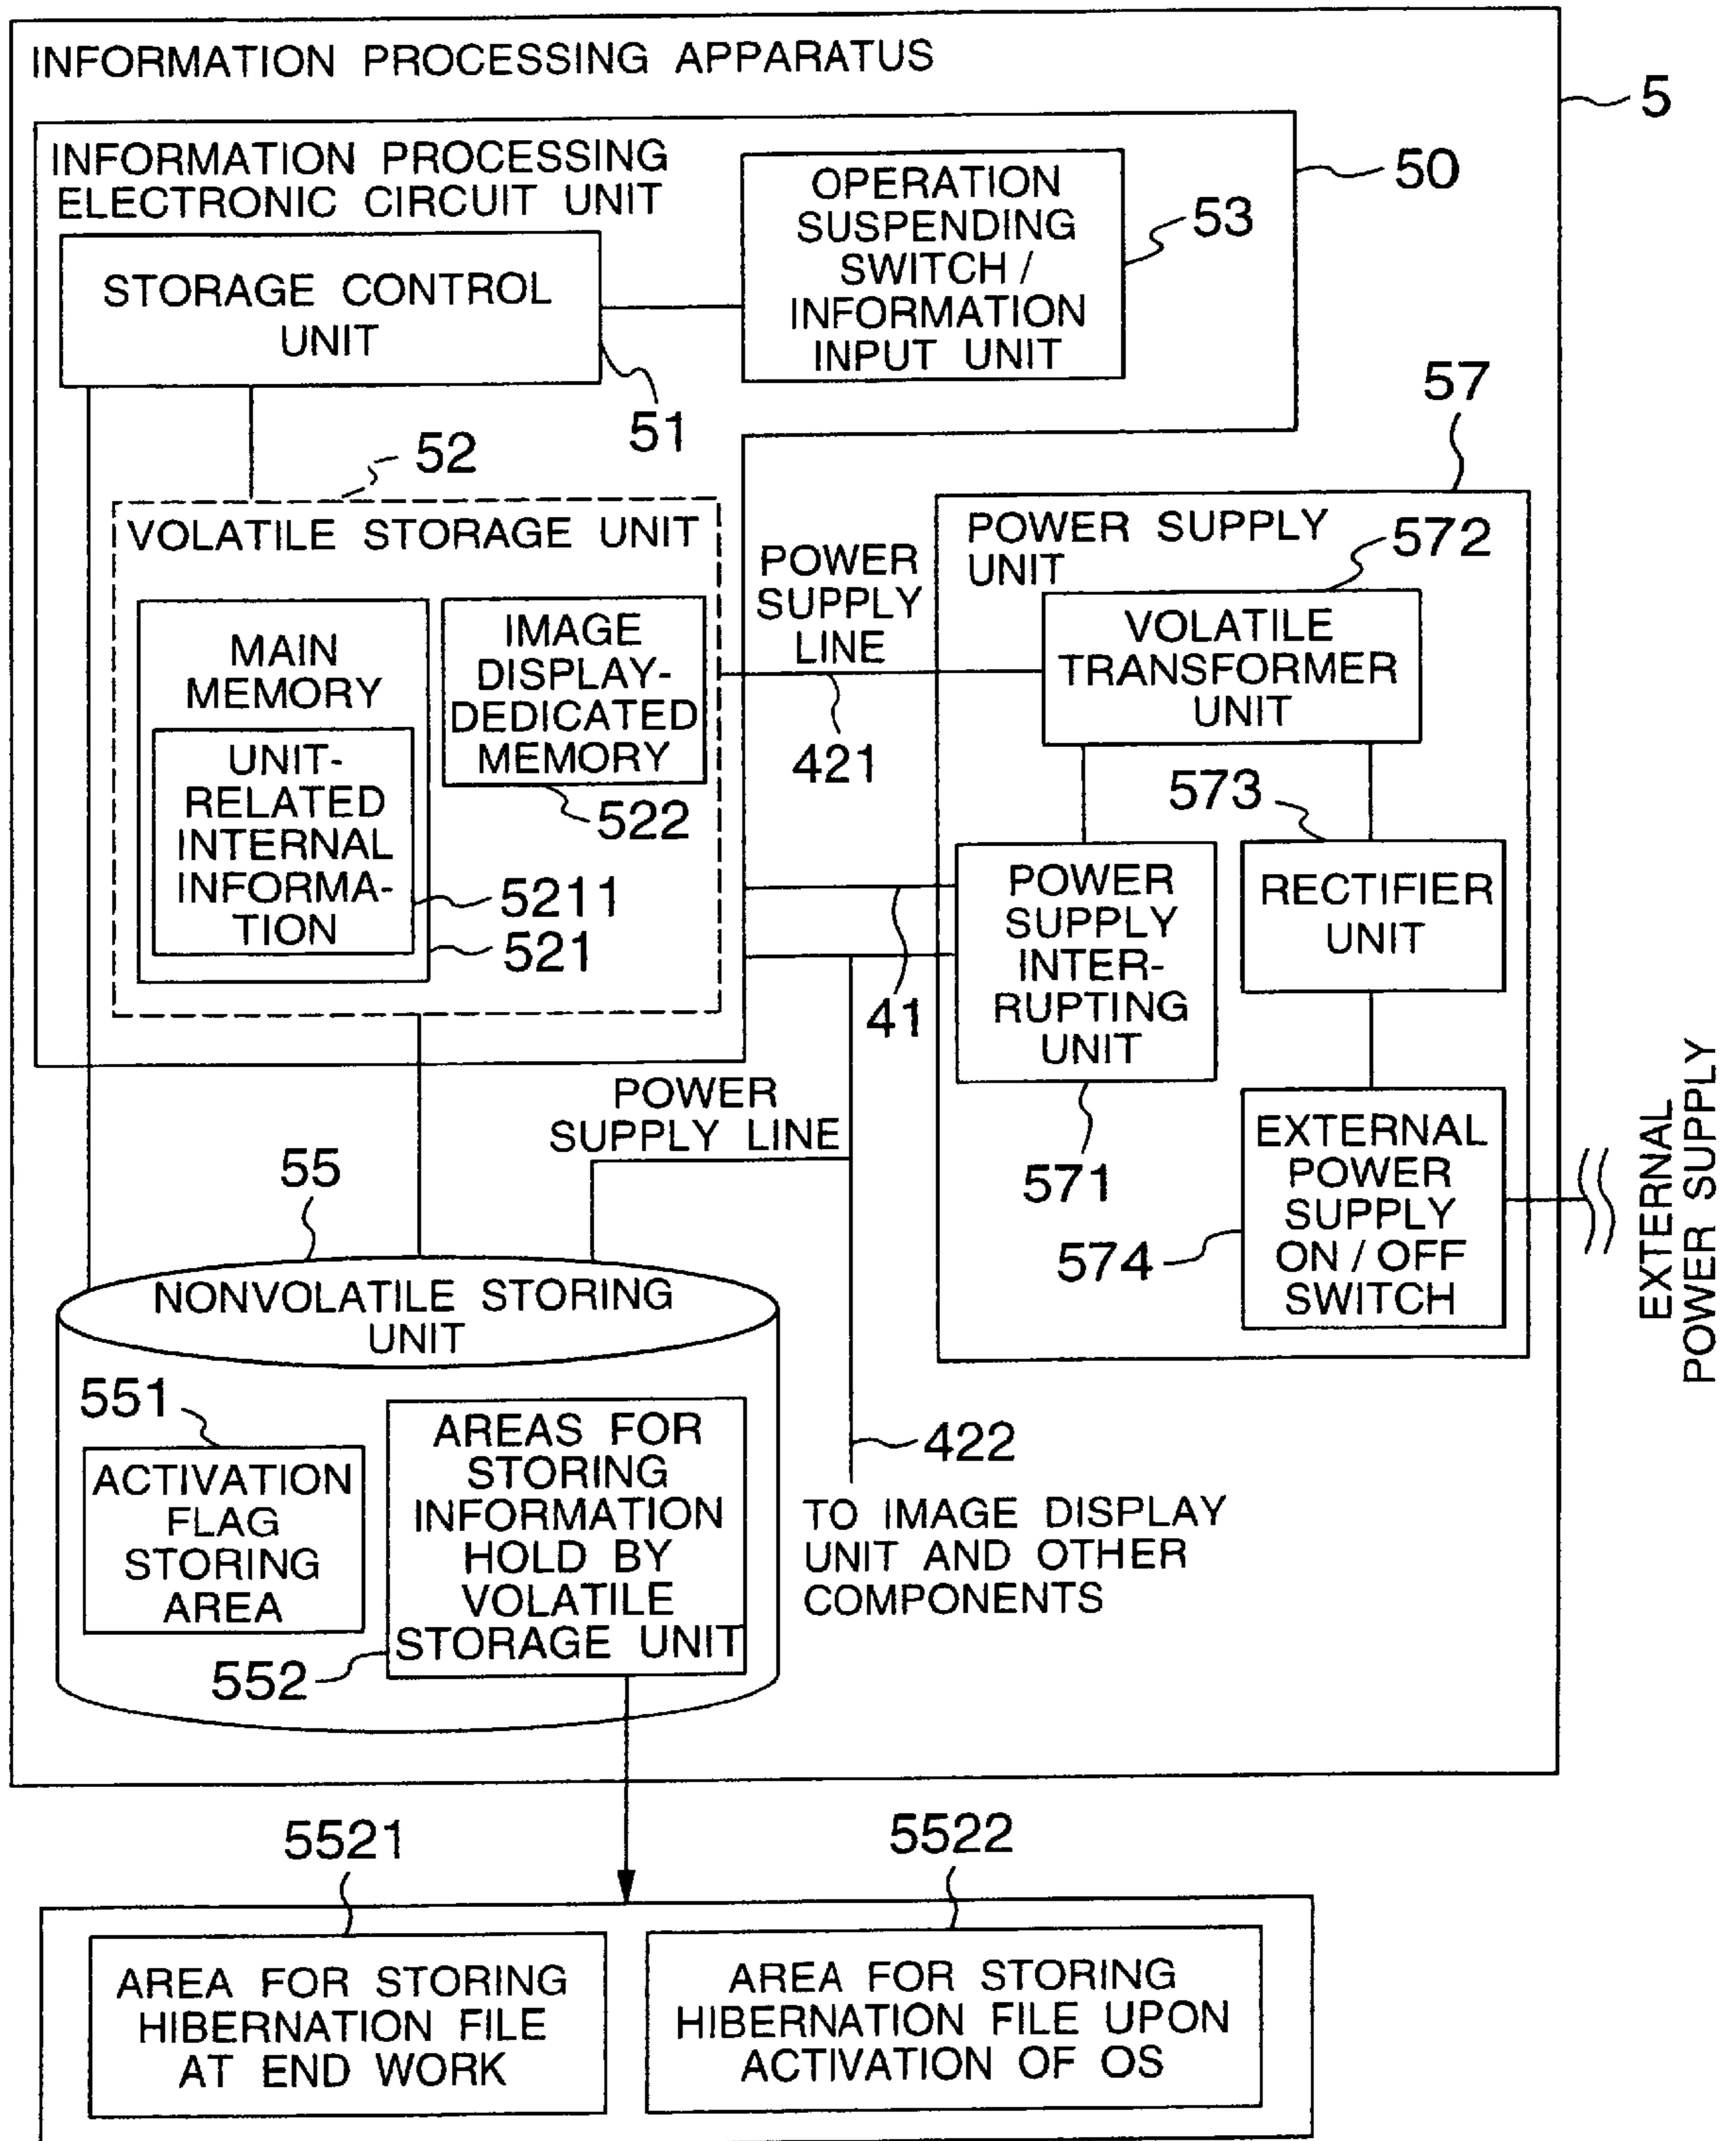 INFORMATION PROCESSING APPARATUS
5
INFORMATION PROCESSING
ELECTRONIC CIRCUIT UNIT
50
OPERATION
SUSPENDING
SWITCH /
INFORMATION
INPUT UNIT
53
STORAGE CONTROL
UNIT
51
57
52
VOLATILE STORAGE UNIT
MAIN
MEMORY
UNIT-
RELATED
INTERNAL
INFORMA-
TION
5211
521
IMAGE
DISPLAY-
DEDICATED
MEMORY
522
POWER
SUPPLY
LINE
421
41
POWER SUPPLY
UNIT
572
VOLATILE
TRANSFORMER
UNIT
573
POWER
SUPPLY
INTER-
RUPTING
UNIT
571
RECTIFIER
UNIT
EXTERNAL
POWER
SUPPLY
ON / OFF
SWITCH
574
EXTERNAL
POWER SUPPLY
POWER
SUPPLY LINE
55
NONVOLATILE STORING
UNIT
551
ACTIVATION
FLAG
STORING
AREA
AREAS FOR
STORING
INFORMATION
HOLD BY
VOLATILE
STORAGE UNIT
552
422
TO IMAGE DISPLAY
UNIT AND OTHER
COMPONENTS
5521
5522
AREA FOR STORING
HIBERNATION FILE
AT END WORK
AREA FOR STORING
HIBERNATION FILE UPON
ACTIVATION OF OS